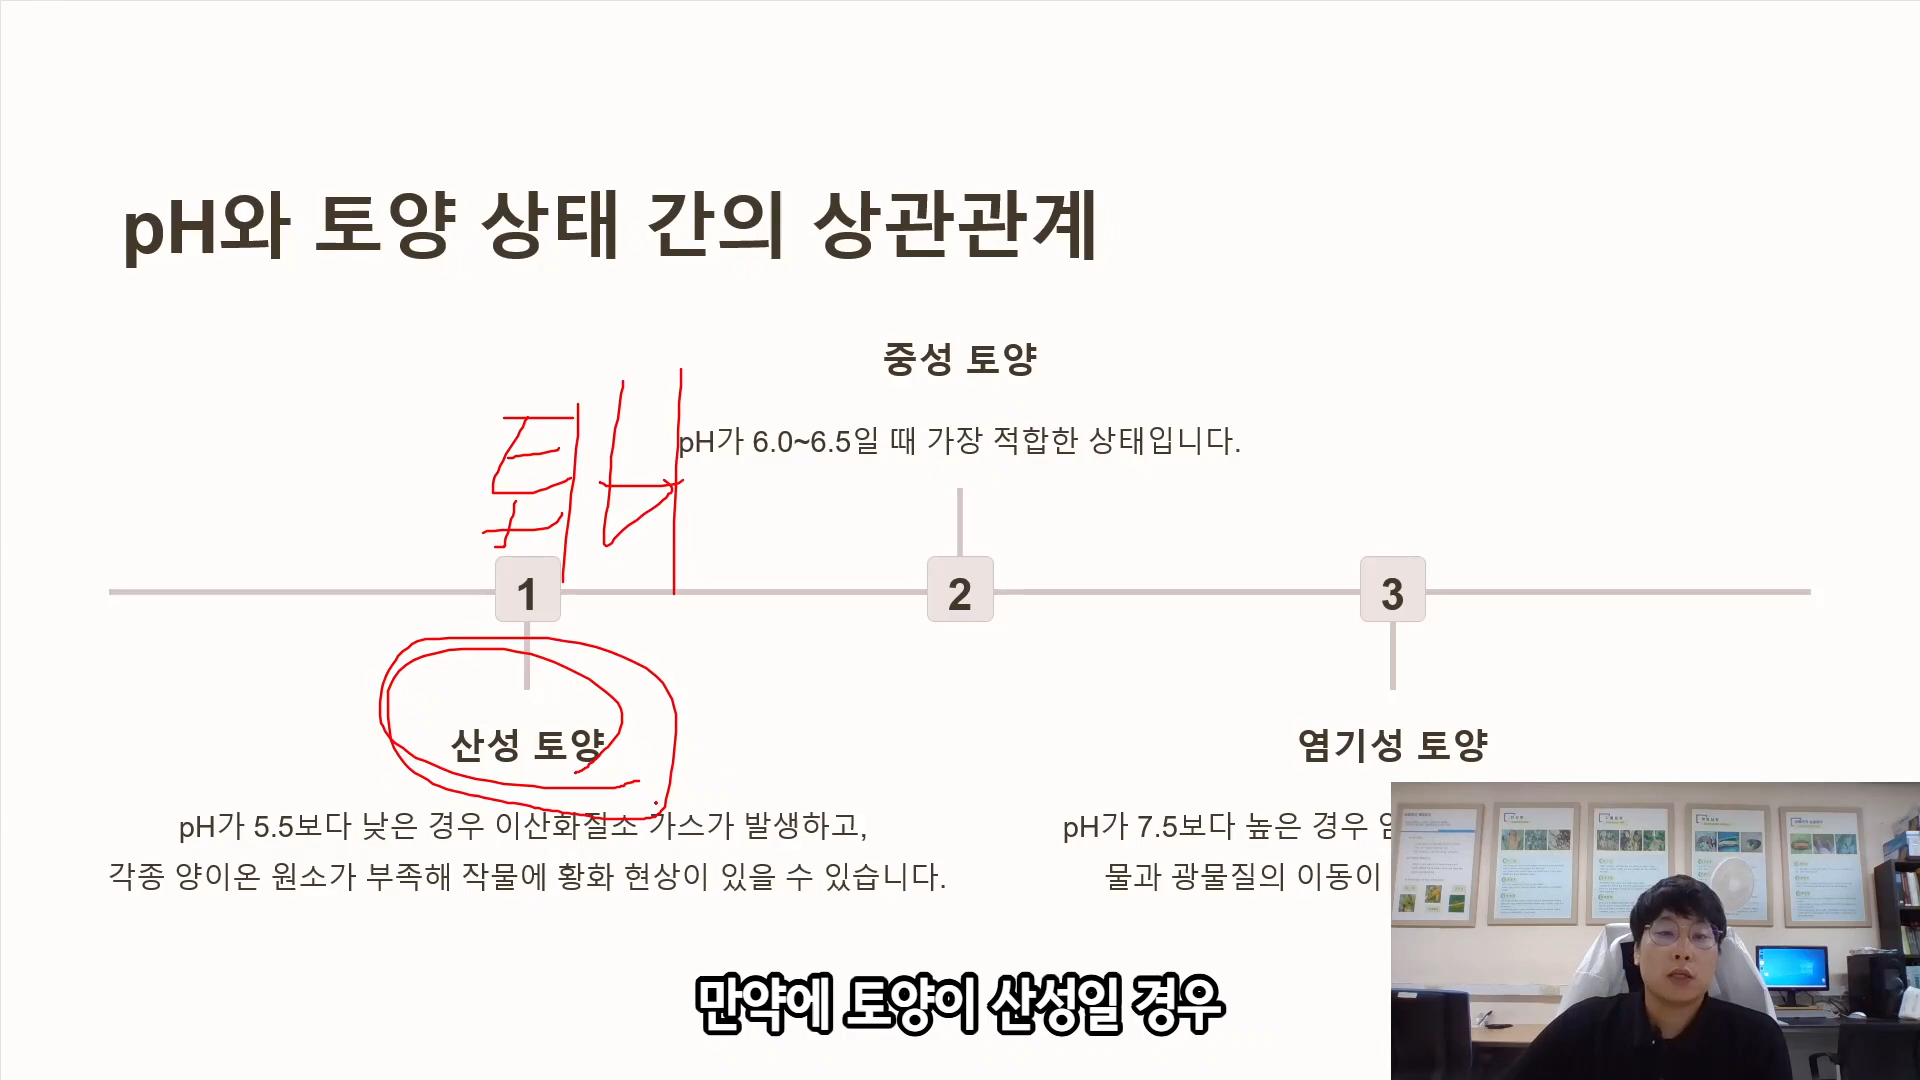 pH와 토양 상태 간의 상관관계
중성 토양
pH가 6.0~6.5일 때 가장 적합한 상태입니다.
1
2
3
산성 토양
pH가 5.5보다 낮은 경우 이산화질소 가스가 발생하고,
각종 양이온 원소가 부족해 작물에 황화 현상이 있을 수 있습니다.
염기성 토양
pH가 7.5보다 높은 경우
물과 광물질의 이동이
만약에 토양이 산성일 경우